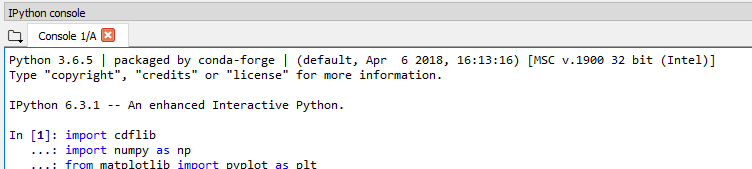 IPython console
Console 1/A
Python 3.6.5 | packaged by conda-forge | (default, Apr  6 2018, 16:13:16) [MSC v.1900 32 bit (Intel)]
Type "copyright", "credits" or "license" for more information.
IPython 6.3.1 -- An enhanced Interactive Python.
In [1]: import cdflib
   ...: import numpy as np
   ...: from matplotlib import pyplot as plt